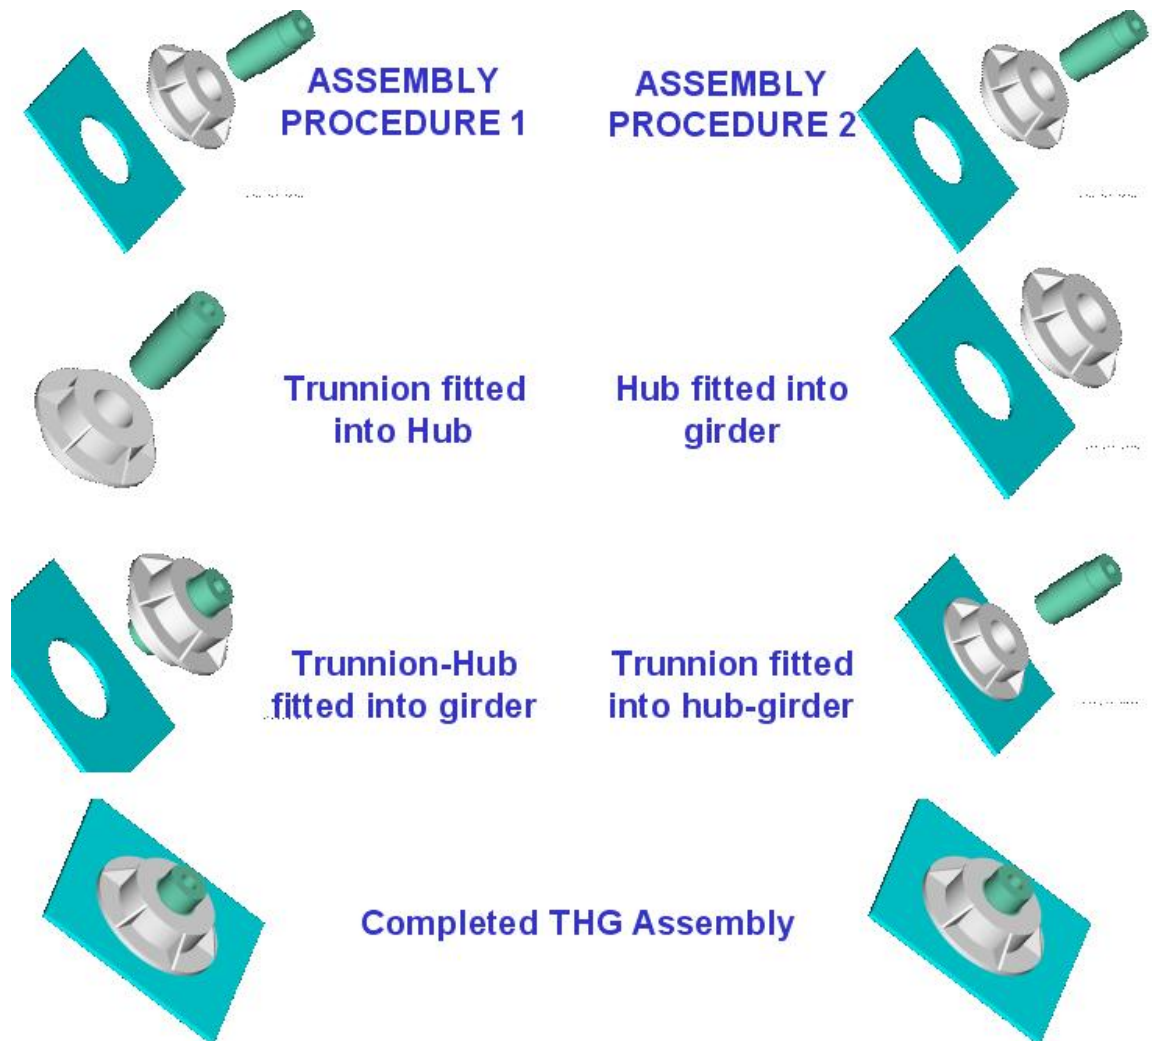 ASSEMBLY
PROCEDURE 1
ASSEMBLY
PROCEDURE 2
Trunnion fitted
into Hub
Hub fitted into
girder
Trunnion-Hub
fitted into girder
Trunnion fitted
into hub-girder
Completed THG Assembly